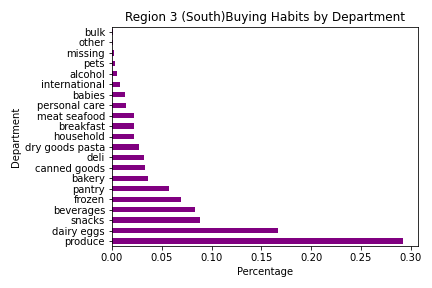 Region 3 (South)Buying Habits by Department
bulk
other
missing
pets
alcohol
international
babies
personal care
meat seafood
breakfast
household
dry goods pasta
deli
canned goods
bakery
pantry
frozen
beverages
snacks
dairy eggs
produce
Department
0.00 0.05 0.10 0.15 0.20 0.25 0.30
Percentage